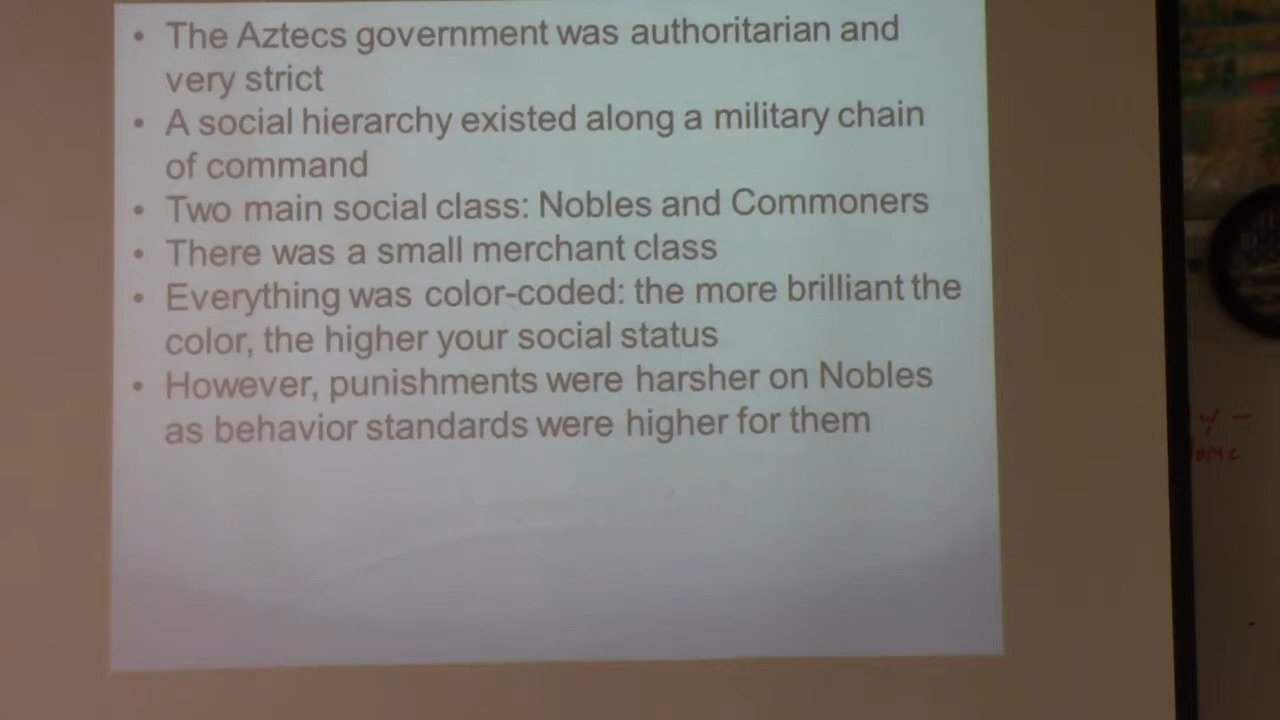 • The Aztecs government was authoritarian and
very strict
• A social hierarchy existed along a military chain
of command
• Two main social class: Nobles and Commoners
• There was a small merchant class
• Everything was color-coded: the more brilliant the
color, the higher your social status
• However, punishments were harsher on Nobles
as behavior standards were higher for them